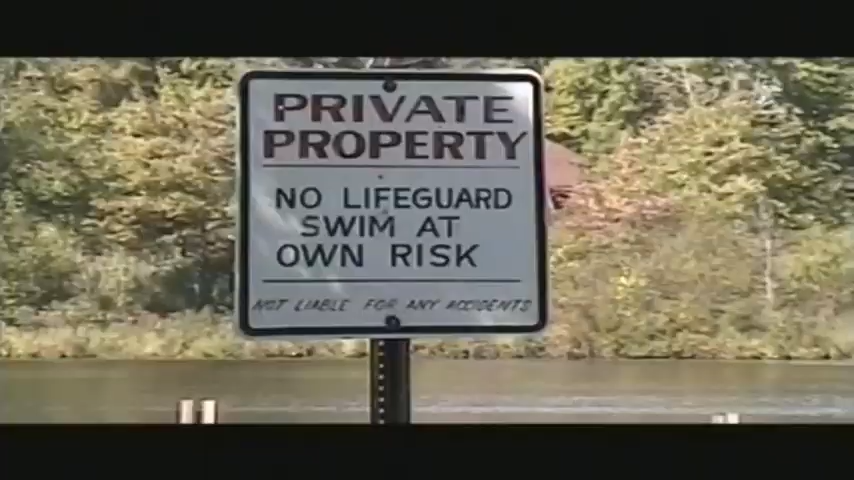 PRIVATE
PROPERTY
NO LIFEGUARD
SWIM AT
OWN RISK
NOT LIABLE FOR ANY ACCIDENTS